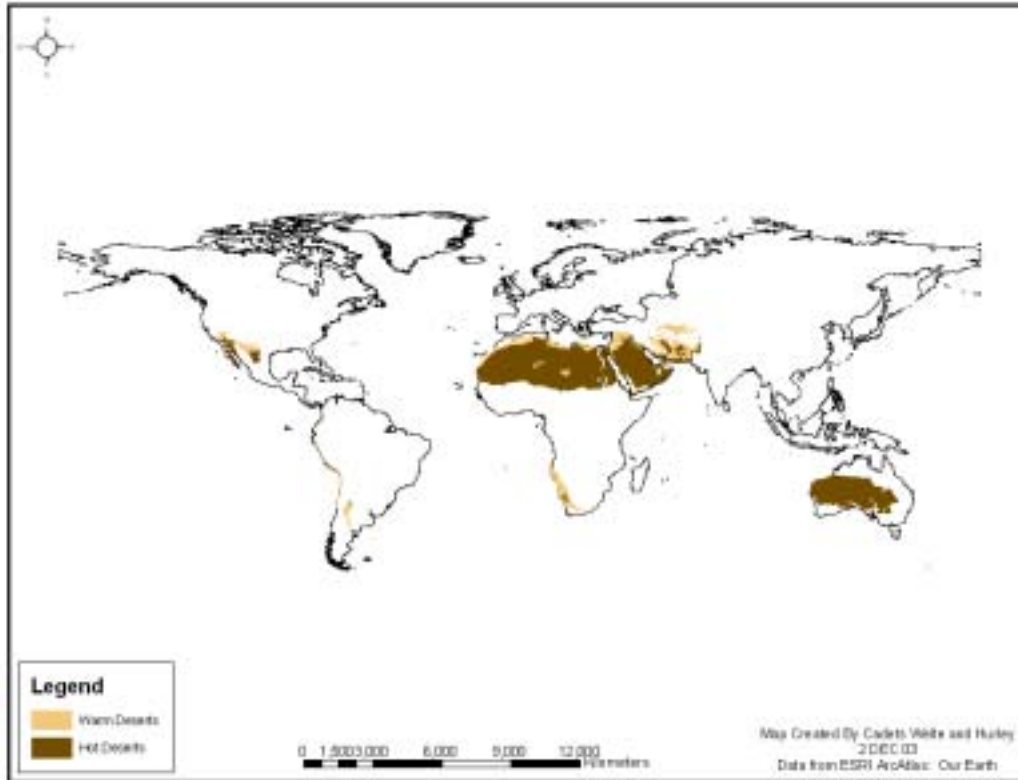 Legend
Warm Deserts
Hot Deserts
0 1,500 3,000 6,000 9,000 12,000
Kilometers
Map Created By Cadets White and Hurley
2 DEC 03
Data from ESRI ArcAtlas: Our Earth